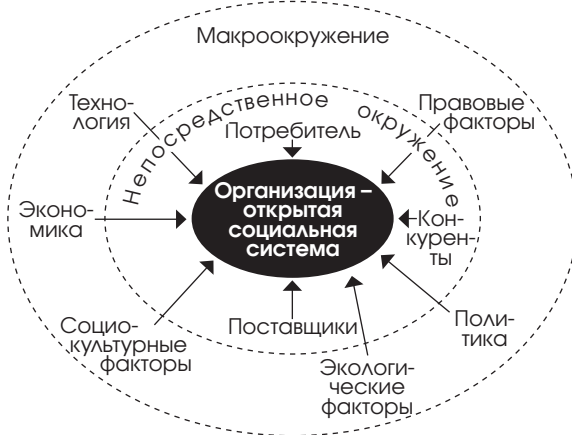 Макроокружение
Непосредственное окружение
Техно-
логия
Потребитель
Правовые
факторы
Организация –
открытая
социальная
система
Эконо-
мика
Кон-
курен-
ты
Социо-
культурные
факторы
Поставщики
Поли-
тика
Экологи-
ческие
факторы